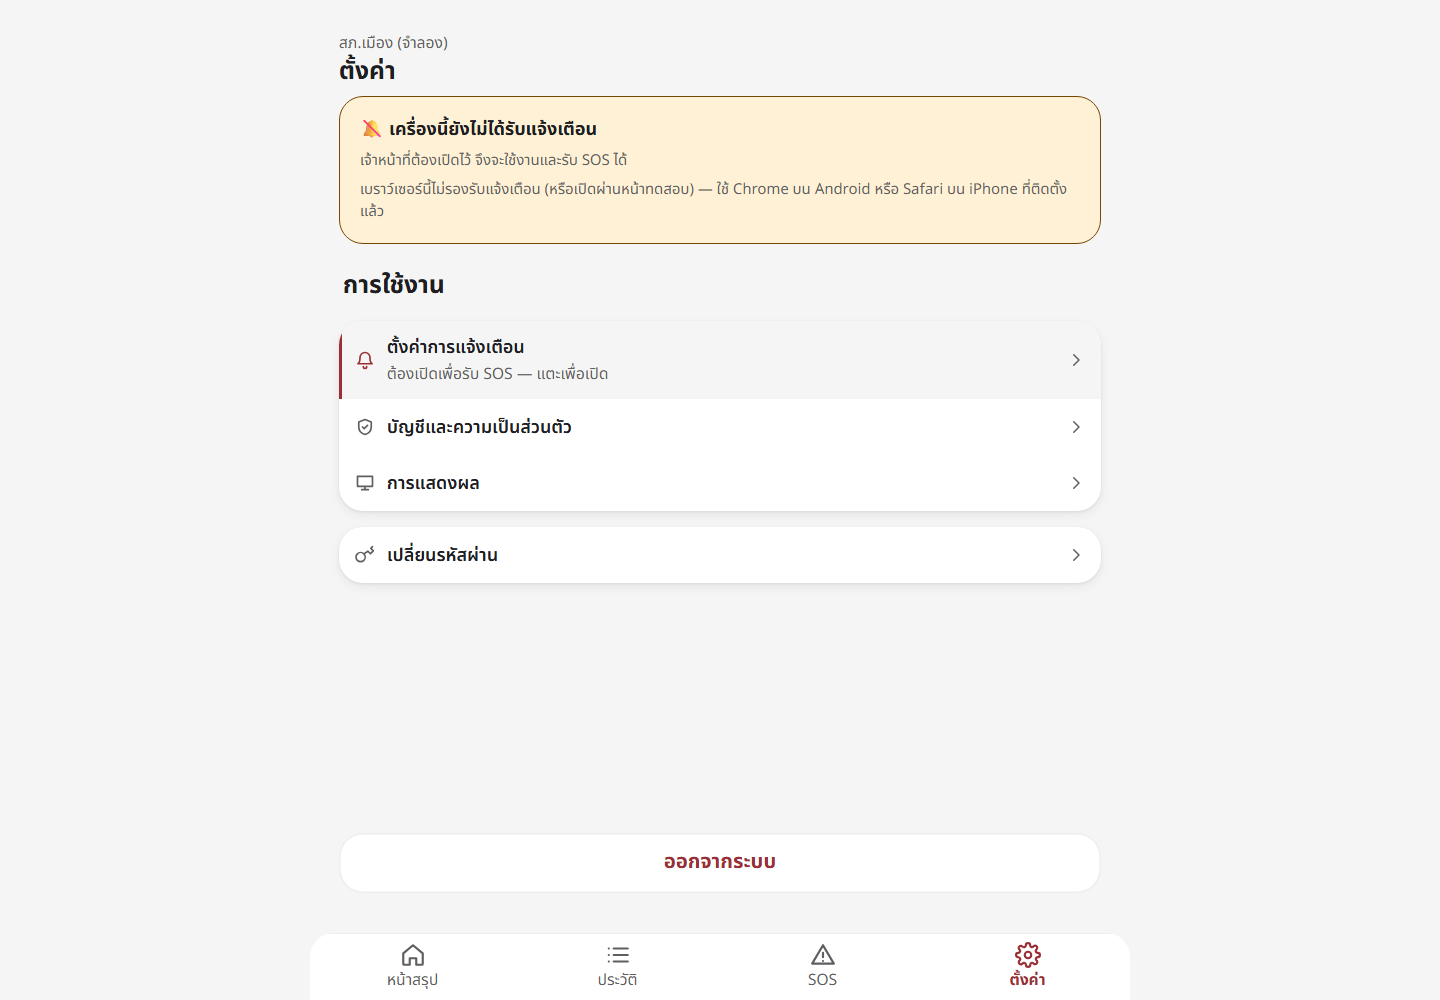 สภ.เมือง (จำลอง)
ตั้งค่า
เครื่องนี้ยังไม่ได้รับแจ้งเตือน
เจ้าหน้าที่ต้องเปิดไว้ จึงจะใช้งานและรับ SOS ได้
เบราว์เซอร์นี้ไม่รองรับแจ้งเตือน (หรือเปิดผ่านหน้าทดสอบ) — ใช้ Chrome บน Android หรือ Safari บน iPhone ที่ติดตั้ง
แล้ว
การใช้งาน
ตั้งค่าการแจ้งเตือน
ต้องเปิดเพื่อรับ SOS — แตะเพื่อเปิด
บัญชีและความเป็นส่วนตัว
การแสดงผล
เปลี่ยนรหัสผ่าน
ออกจากระบบ
หน้าสรุป
ประวัติ
SOS
ตั้งค่า